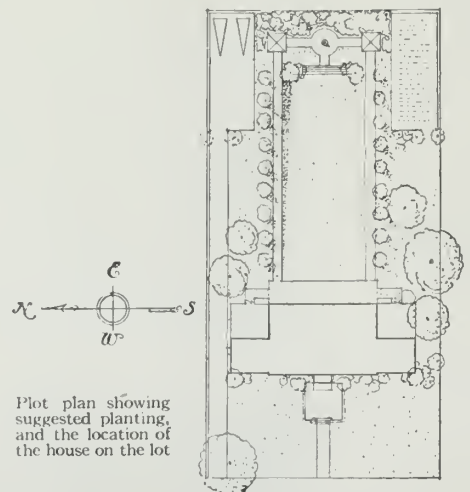 E
N S
W
Plot plan showing
suggested planting,
and the location of
the house on the lot